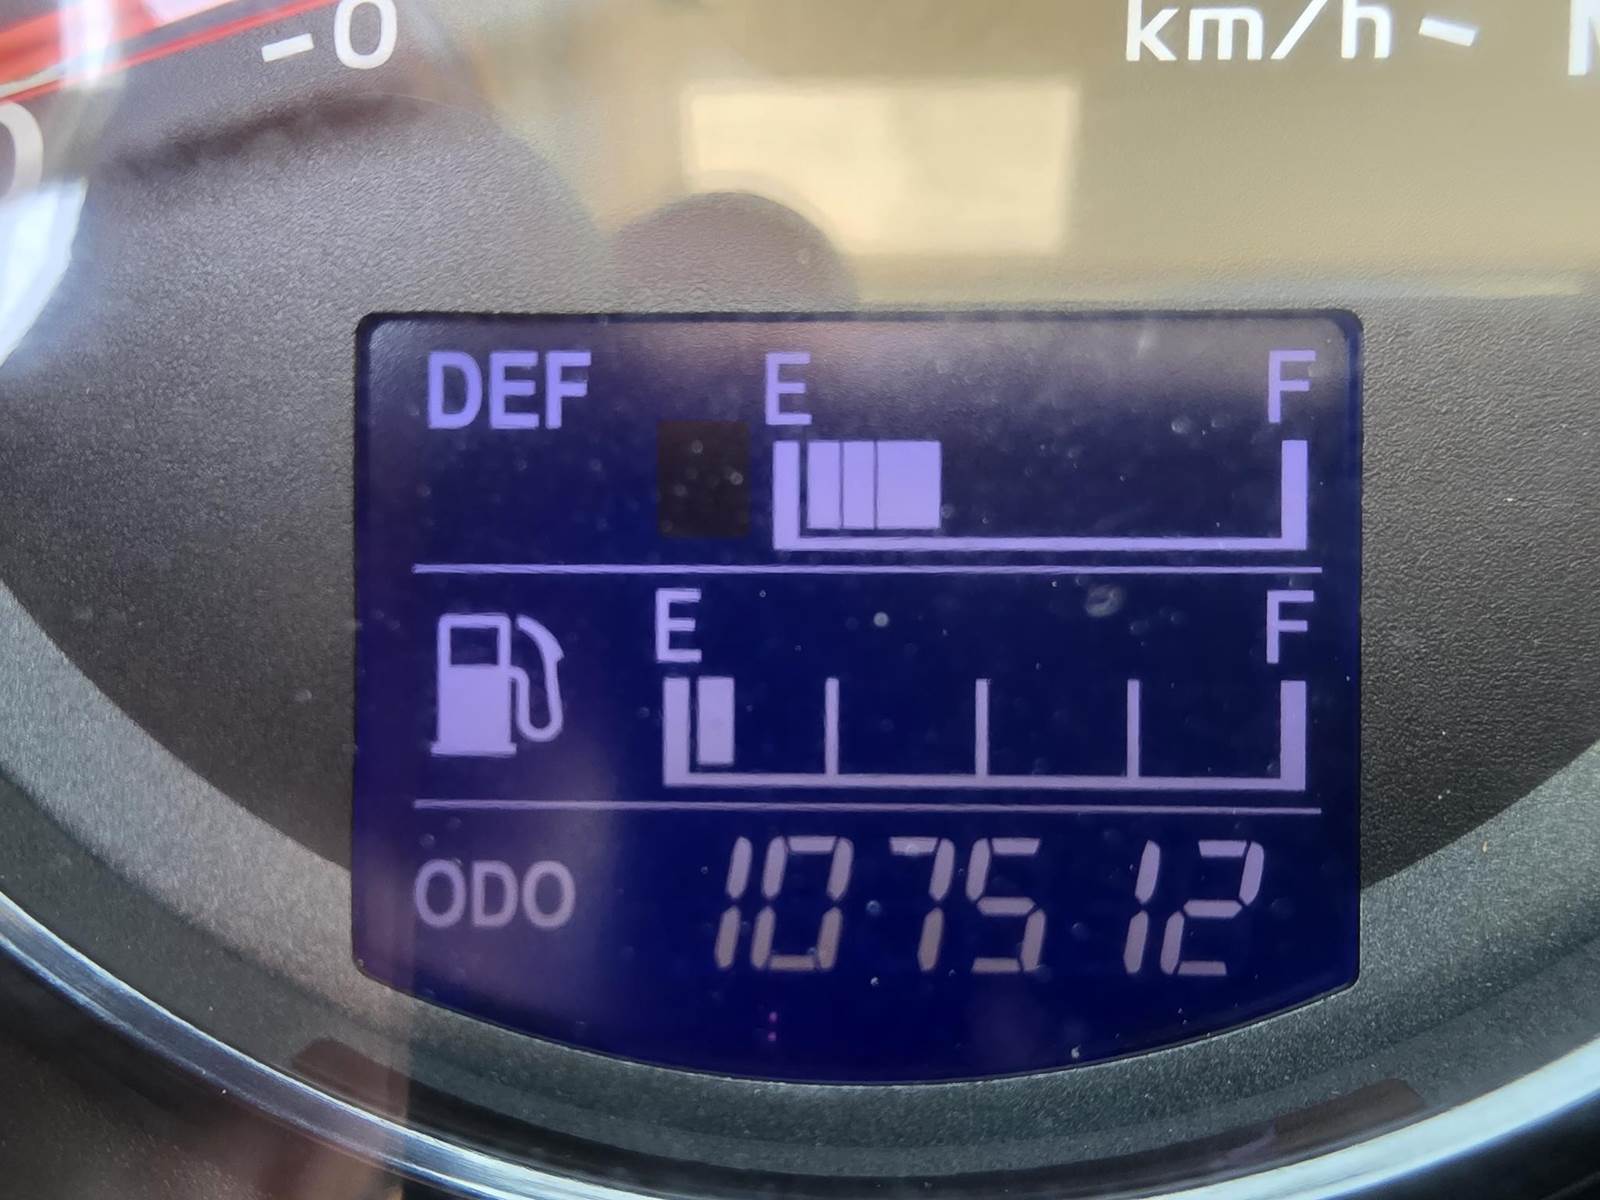 -0
km/h-
DEF E F
E F
ODO 107512